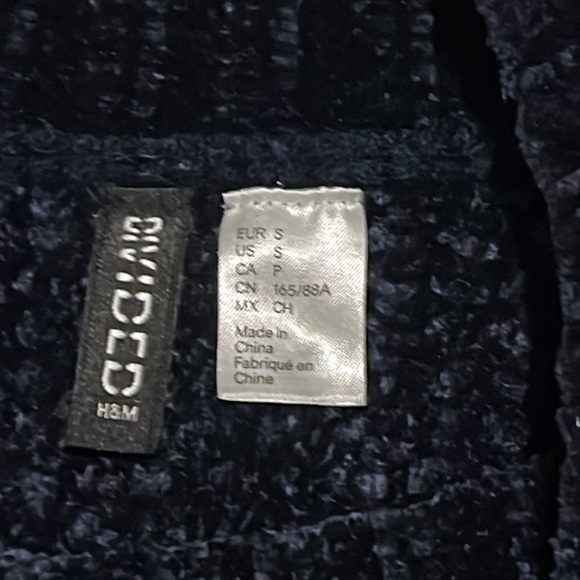 DIVIDED
H&M
EUR S
US S
CA P
CN 165/88A
MX CH
Made in
China
Fabriqué en
Chine